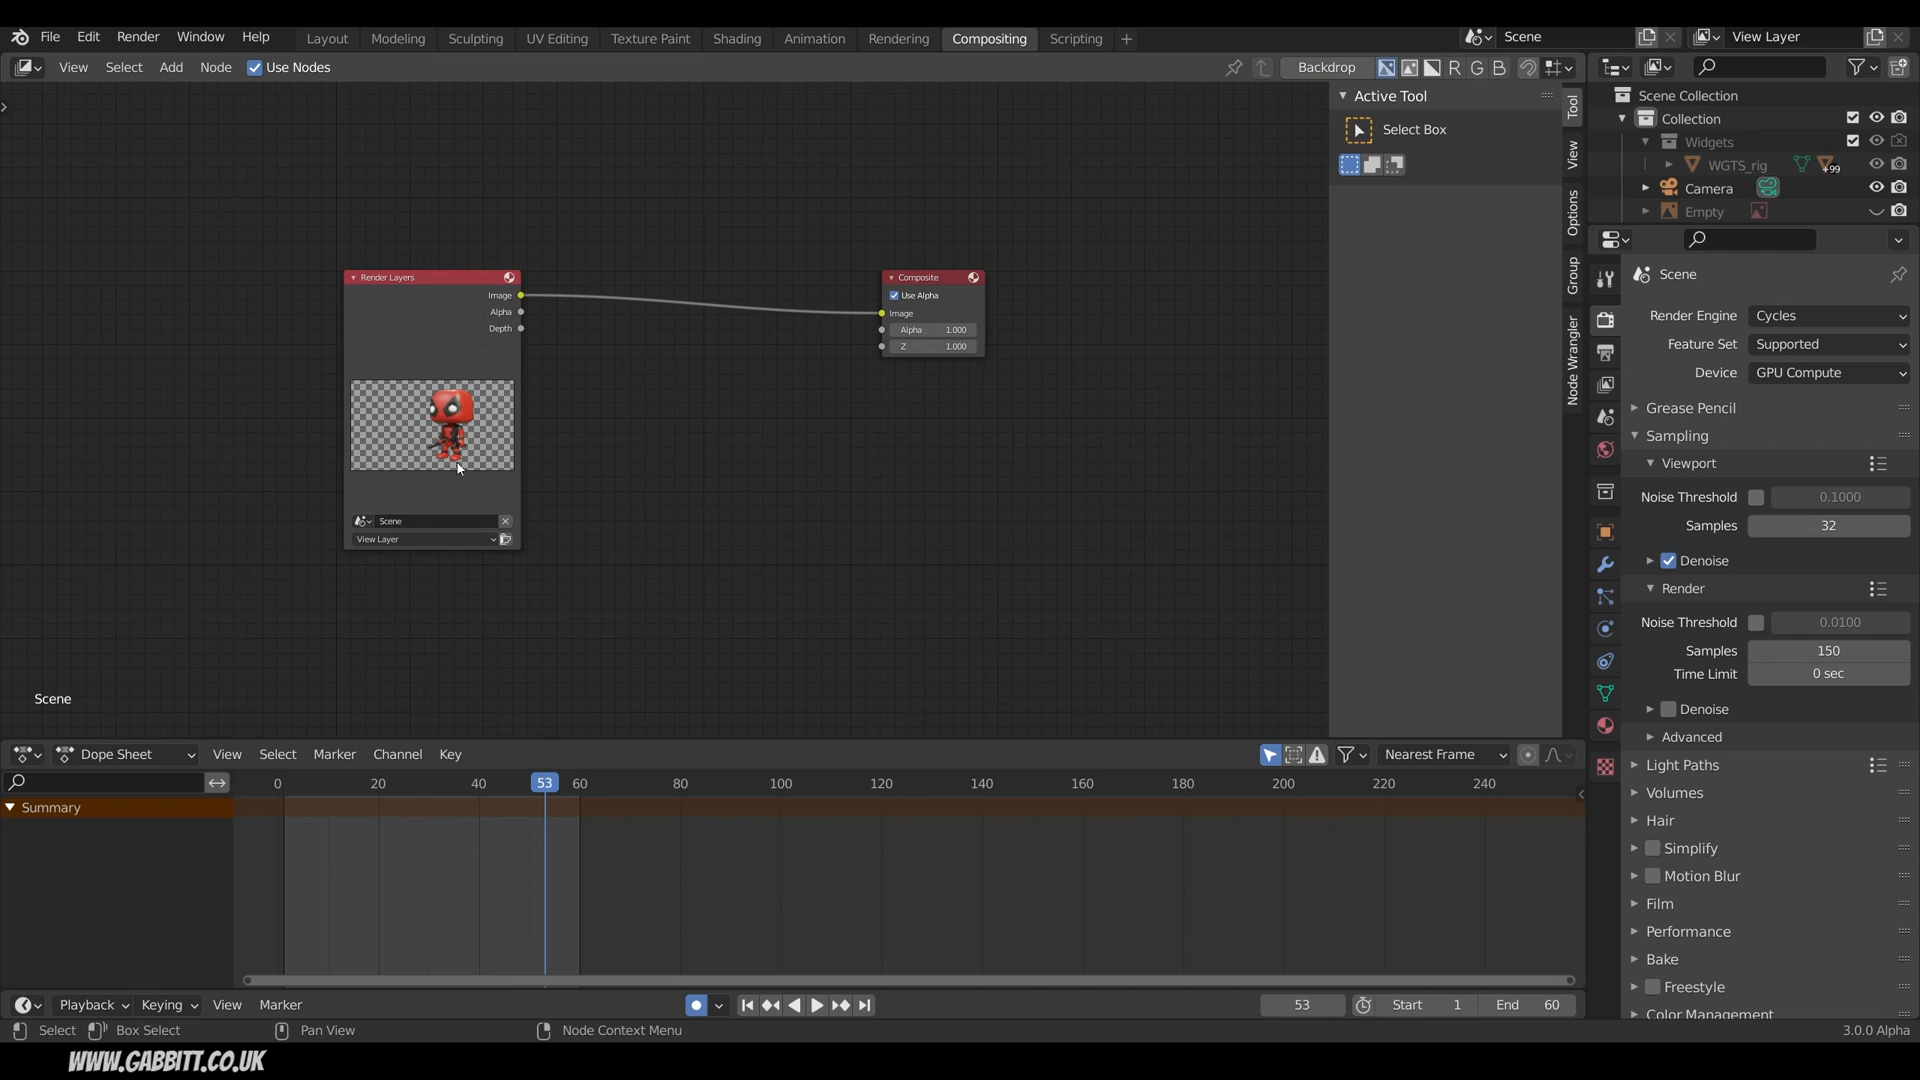 File Edit Render Window Help Layout Modeling Sculpting UV Editing Texture Paint Shading Animation Rendering Compositing Scripting + Scene View Layer
View Select Add Node Use Nodes Backdrop R G B
Active Tool
Select Box
Tool
View
Options
Group
Node Wrangler
Scene Collection
Collection
Widgets
WGTS_rig +99
Camera
Empty
Render Layers
Image
Alpha
Depth
Scene
View Layer
Composite
Use Alpha
Image
Alpha 1.000
Z 1.000
Scene
Scene
Render Engine Cycles
Feature Set Supported
Device GPU Compute
Grease Pencil
Sampling
Viewport
Noise Threshold 0.1000
Samples 32
Denoise
Render
Noise Threshold 0.0100
Samples 150
Time Limit 0 sec
Denoise
Advanced
Light Paths
Volumes
Hair
Simplify
Motion Blur
Film
Performance
Bake
Freestyle
Color Management
Dope Sheet View Select Marker Channel Key Nearest Frame
0 20 40 53 60 80 100 120 140 160 180 200 220 240
Summary
Playback Keying View Marker 53 Start 1 End 60
Select Box Select Pan View Node Context Menu 3.0.0 Alpha
WWW.GABBITT.CO.UK